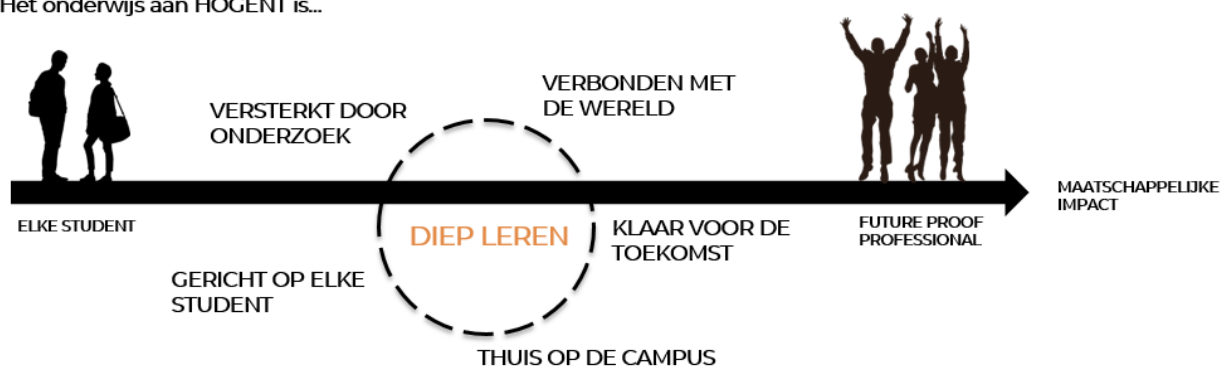 Het onderwijs aan HOGENT is...
VERBONDEN MET
DE WERELD
VERSTERKT DOOR
ONDERZOEK
MAATSCHAPPELIJKE
IMPACT
ELKE STUDENT
DIEP LEREN
KLAAR VOOR DE
TOEKOMST
FUTURE PROOF
PROFESSIONAL
GERICHT OP ELKE
STUDENT
THUIS OP DE CAMPUS